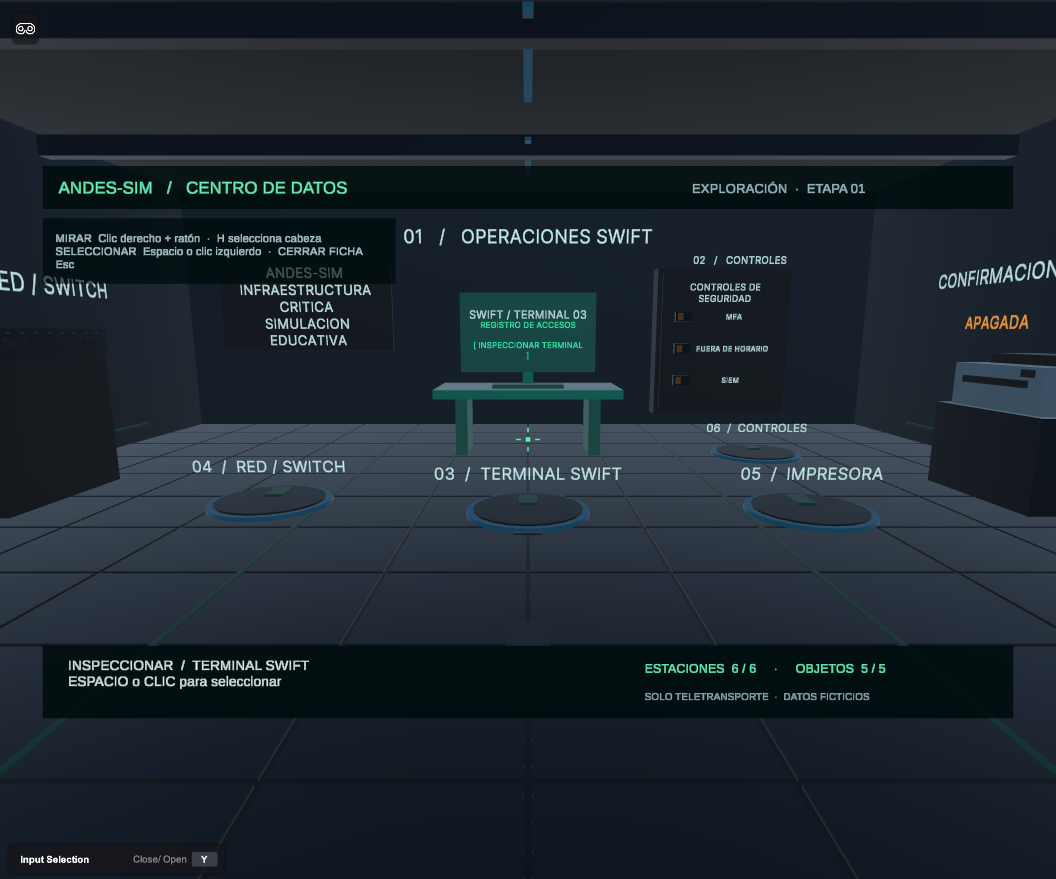 ANDES-SIM / CENTRO DE DATOS
EXPLORACIÓN · ETAPA 01
MIRAR Clic derecho + ratón · H selecciona cabeza
SELECCIONAR Espacio o clic izquierdo · CERRAR FICHA
Esc
01 / OPERACIONES SWIFT
ED / SWITCH
ANDES-SIM
INFRAESTRUCTURA
CRITICA
SIMULACION
EDUCATIVA
SWIFT / TERMINAL 03
REGISTRO DE ACCESOS
[ INSPECCIONAR TERMINAL
]
02 / CONTROLES
CONTROLES DE
SEGURIDAD
MFA
FUERA DE HORARIO
SIEM
CONFIRMACION
APAGADA
06 / CONTROLES
04 / RED / SWITCH
03 / TERMINAL SWIFT
05 / IMPRESORA
INSPECCIONAR / TERMINAL SWIFT
ESPACIO o CLIC para seleccionar
ESTACIONES 6 / 6 · OBJETOS 5 / 5
SOLO TELETRANSPORTE · DATOS FICTICIOS
Input Selection Close/ Open Y